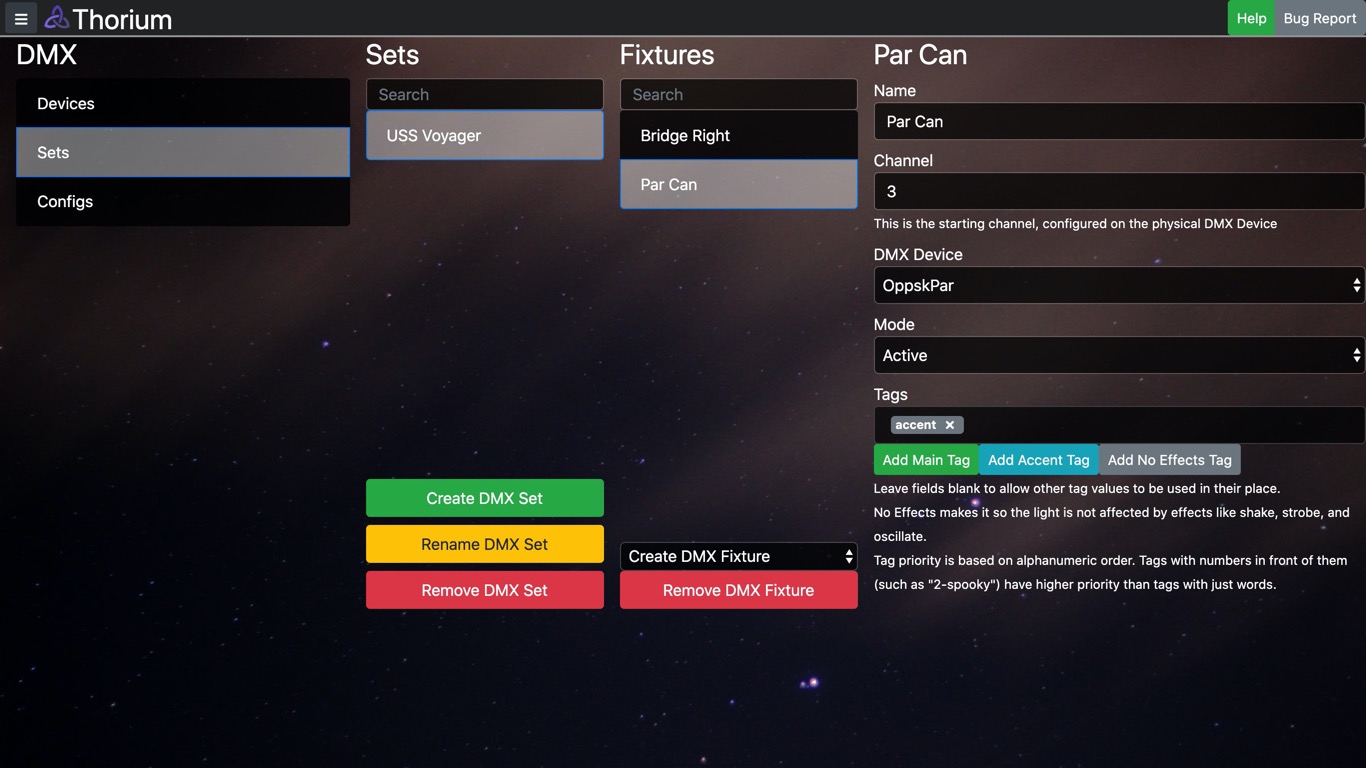 Thorium
Help
Bug Report
DMX
Devices
Sets
Configs
Sets
Search
USS Voyager
Create DMX Set
Rename DMX Set
Remove DMX Set
Fixtures
Search
Bridge Right
Par Can
Create DMX Fixture
Remove DMX Fixture
Par Can
Name
Par Can
Channel
3
This is the starting channel, configured on the physical DMX Device
DMX Device
OppskPar
Mode
Active
Tags
accent ×
Add Main Tag
Add Accent Tag
Add No Effects Tag
Leave fields blank to allow other tag values to be used in their place.
No Effects makes it so the light is not affected by effects like shake, strobe, and
oscillate.
Tag priority is based on alphanumeric order. Tags with numbers in front of them
(such as "2-spooky") have higher priority than tags with just words.